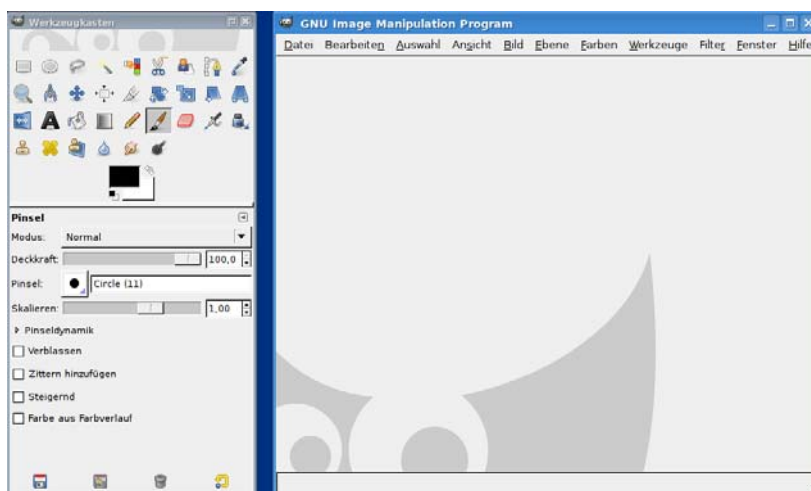 Werkzeugkasten
GNU Image Manipulation Program
Datei Bearbeiten Auswahl Ansicht Bild Ebene Farben Werkzeuge Filter Fenster Hilfe
Pinsel
Modus: Normal
Deckkraft: 100,0
Pinsel: Circle (11)
Skalieren: 1,00
Pinseldynamik
Verblassen
Zittern hinzufügen
Steigernd
Farbe aus Farbverlauf